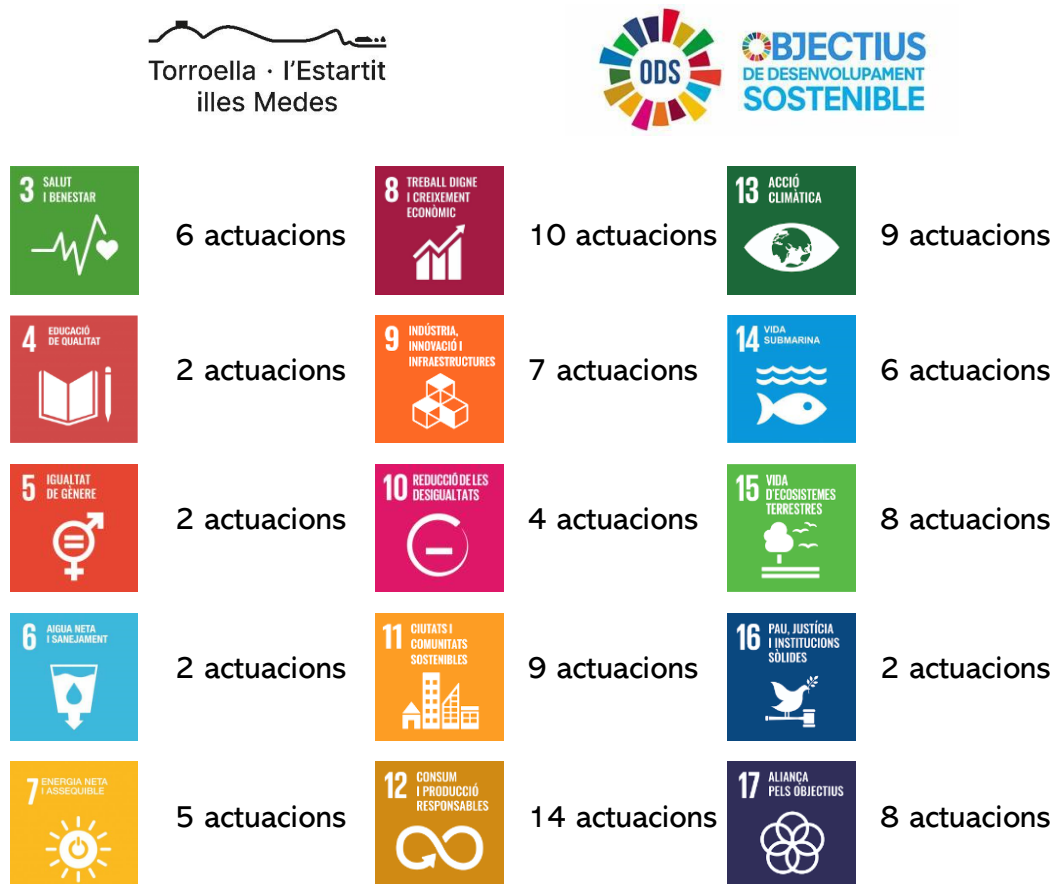 Torroella · l'Estartit
illes Medes
ODS
OBJECTIUS
DE DESENVOLUPAMENT
SOSTENIBLE
3 SALUT
I BENESTAR
6 actuacions
8 TREBALL DIGNE
I CREIXEMENT
ECONÒMIC
10 actuacions
13 ACCIÓ
CLIMÀTICA
9 actuacions
4 EDUCACIÓ
DE QUALITAT
2 actuacions
9 INDÚSTRIA,
INNOVACIÓ I
INFRAESTRUCTURES
7 actuacions
14 VIDA
SUBMARINA
6 actuacions
5 IGUALTAT
DE GÈNERE
2 actuacions
10 REDUCCIÓ DE LES
DESIGUALTATS
4 actuacions
15 VIDA
D'ECOSISTEMES
TERRESTRES
8 actuacions
6 AIGUA NETA
I SANEJAMENT
2 actuacions
11 CIUTATS I
COMUNITATS
SOSTENIBLES
9 actuacions
16 PAU, JUSTÍCIA
I INSTITUCIONS
SÒLIDES
2 actuacions
7 ENERGIA NETA
I ASSEQUIBLE
5 actuacions
12 CONSUM
I PRODUCCIÓ
RESPONSABLES
14 actuacions
17 ALIANÇA
PELS OBJECTIUS
8 actuacions